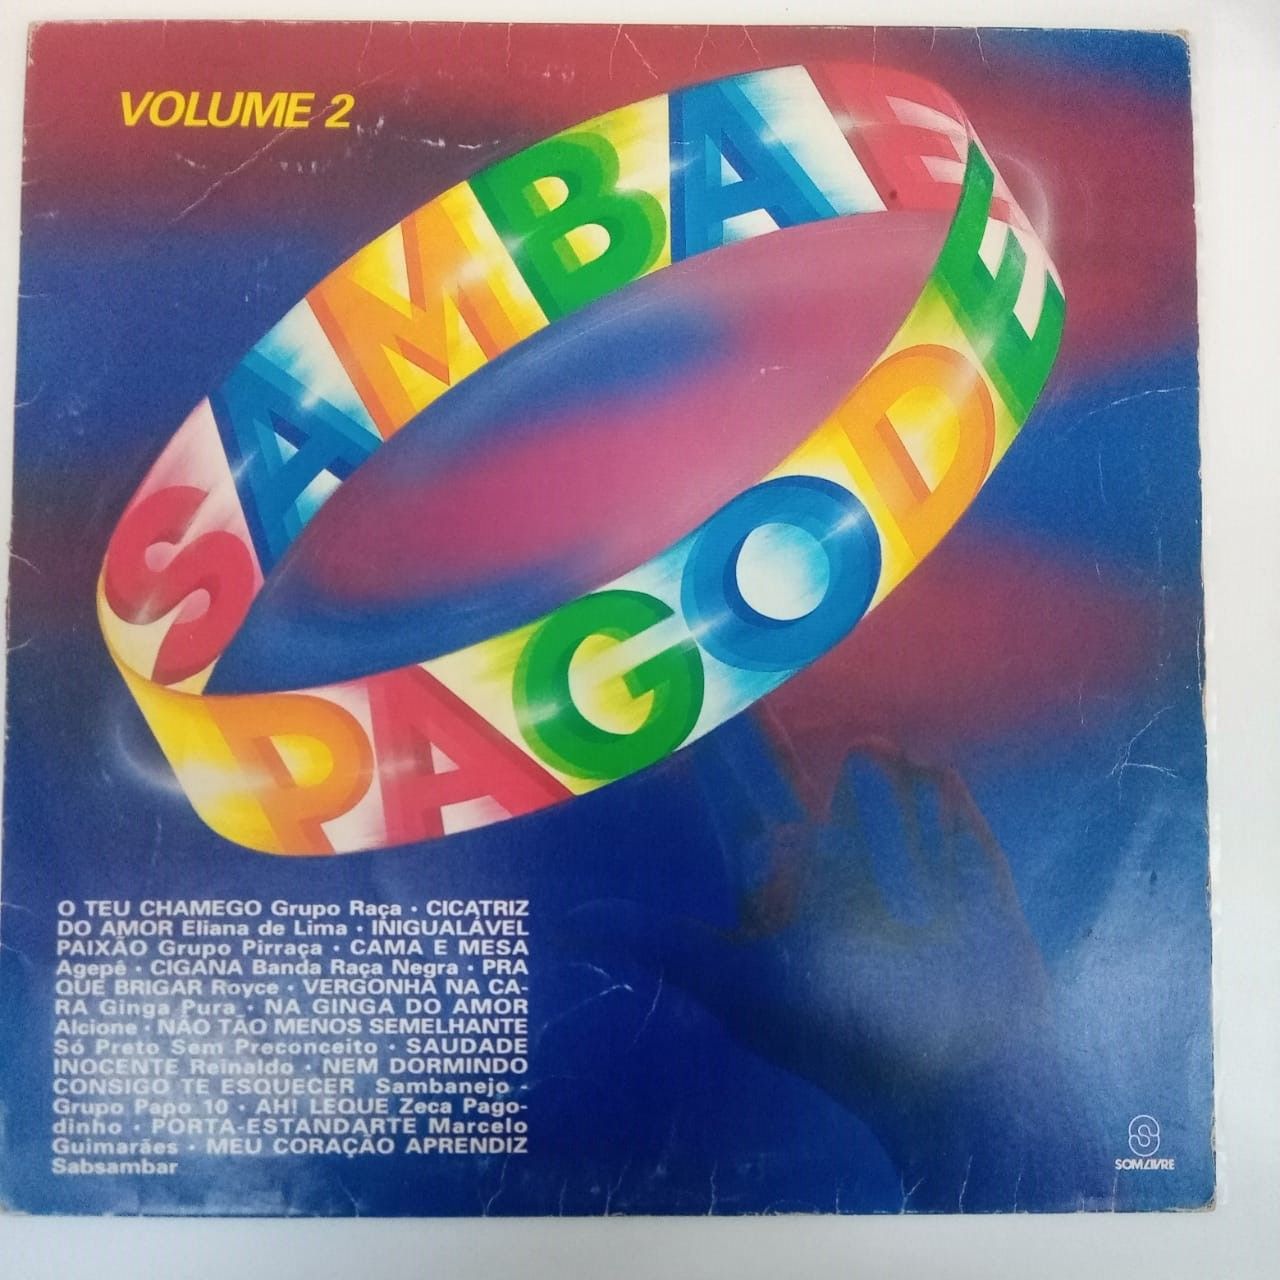 VOLUME 2
SAMBA E
PAGODE
O TEU CHAMEGO Grupo Raça · CICATRIZ
DO AMOR Eliana de Lima · INIGUALÁVEL
PAIXÃO Grupo Pirraça · CAMA E MESA
Agepê · CIGANA Banda Raça Negra · PRA
QUE BRIGAR Royce · VERGONHA NA CA-
RA Ginga Pura · NA GINGA DO AMOR
Alcione · NÃO TÃO MENOS SEMELHANTE
Só Preto Sem Preconceito · SAUDADE
INOCENTE Reinaldo · NEM DORMINDO
CONSIGO TE ESQUECER Sambanejo -
Grupo Papo 10 · AH! LEQUE Zeca Pago-
dinho · PORTA-ESTANDARTE Marcelo
Guimarães · MEU CORAÇÃO APRENDIZ
Sabsambar
SOM LIVRE